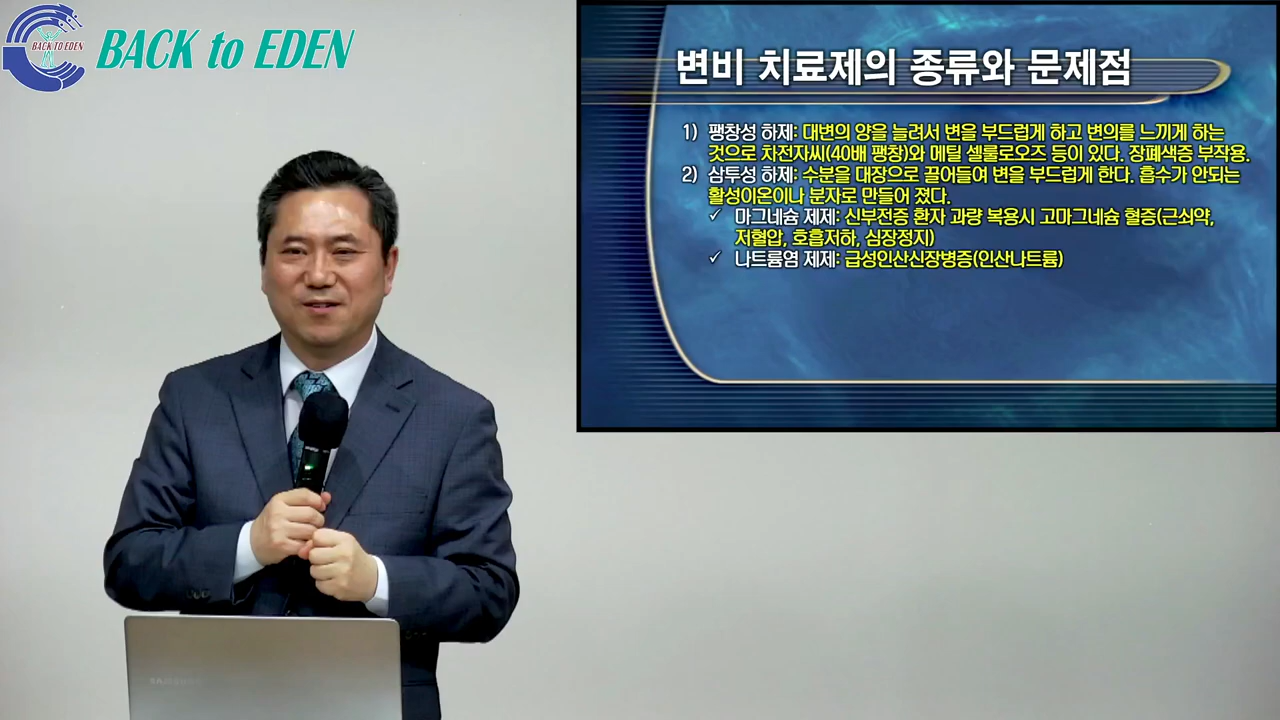 BACK TO EDEN
BACK to EDEN
변비 치료제의 종류와 문제점
1) 팽창성 하제: 대변의 양을 늘려서 변을 부드럽게 하고 변의를 느끼게 하는
것으로 차전자씨(40배 팽창)와 메틸 셀룰로오즈 등이 있다. 장폐색증 부작용.
2) 삼투성 하제: 수분을 대장으로 끌어들여 변을 부드럽게 한다. 흡수가 안되는
활성이온이나 분자로 만들어 졌다.
✓ 마그네슘 제제: 신부전증 환자 과량 복용시 고마그네슘 혈증(근쇠약,
저혈압, 호흡저하, 심장정지)
✓ 나트륨염 제제: 급성인산신장병증(인산나트륨)
SAMSUNG